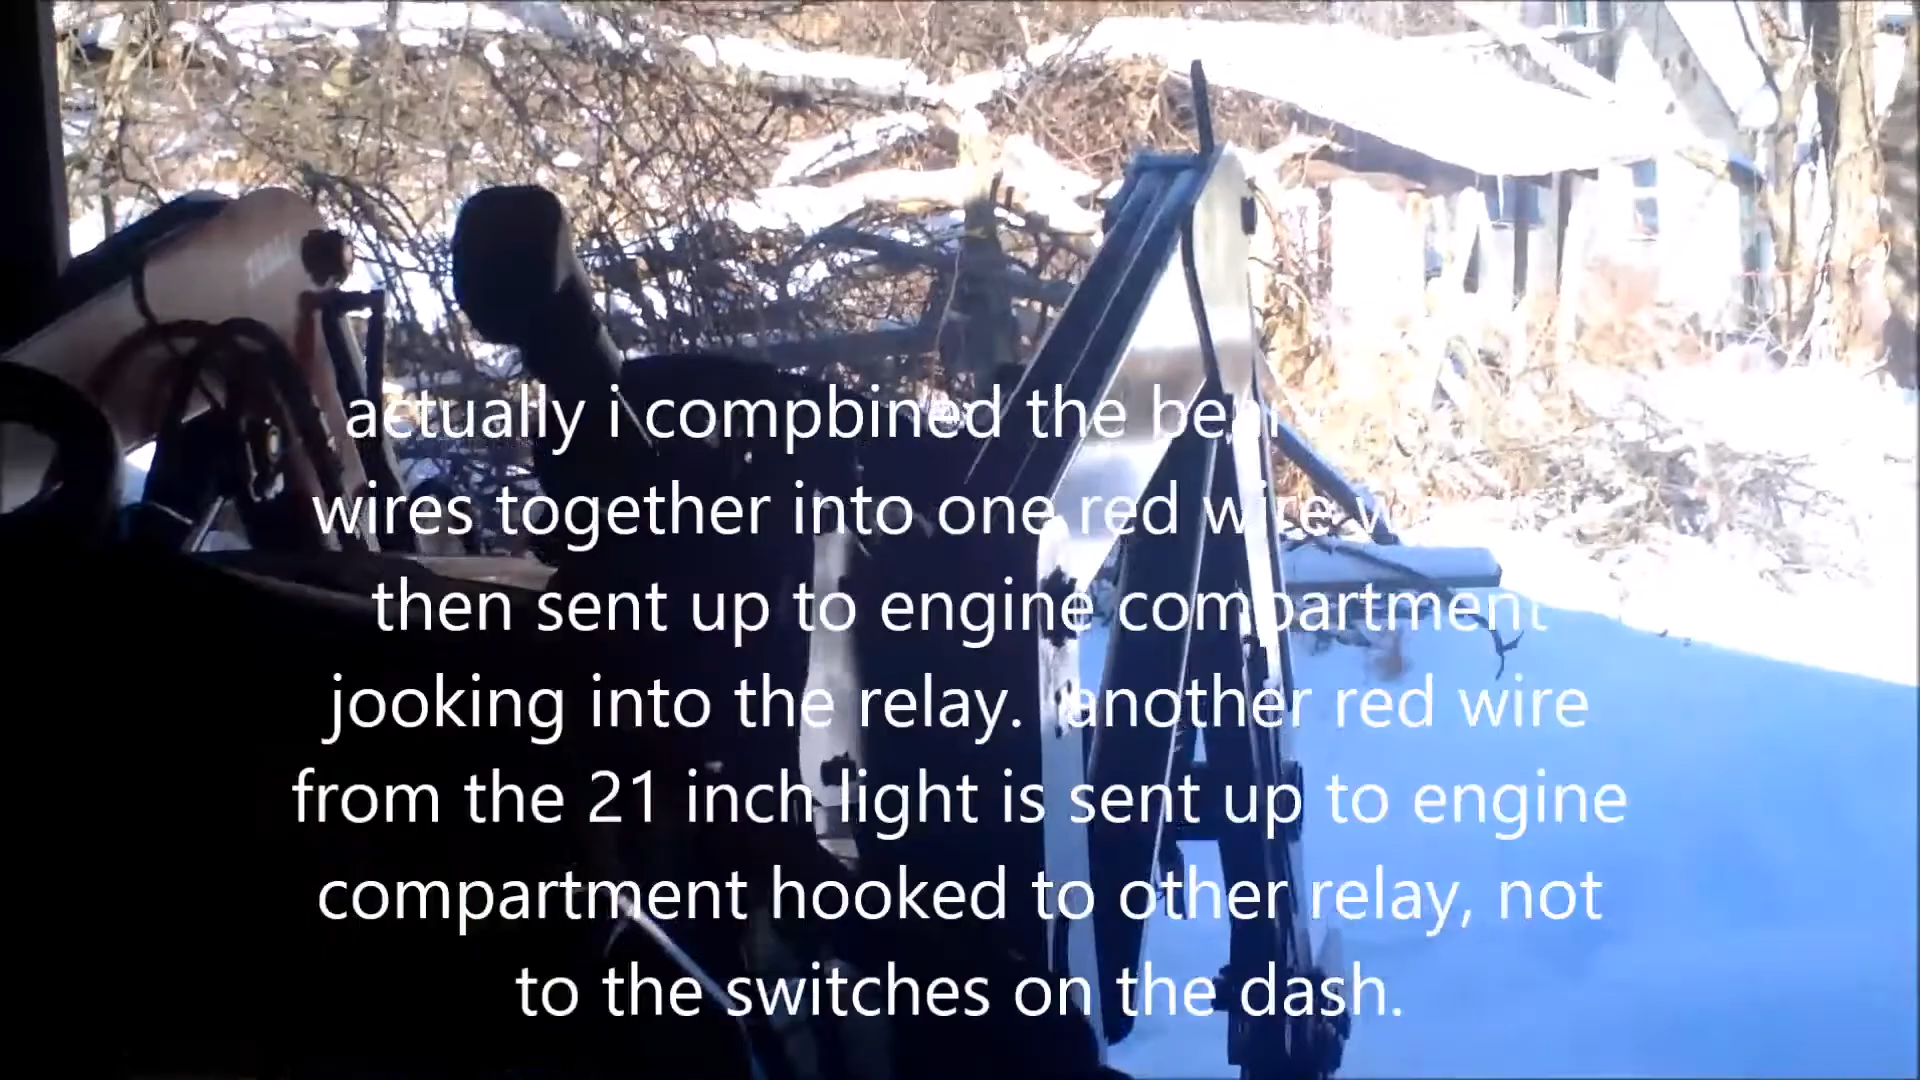 actually i compbined the
wires together into one red wire
then sent up to engine compartment
jooking into the relay. another red wire
from the 21 inch light is sent up to engine
compartment hooked to other relay, not
to the switches on the dash.